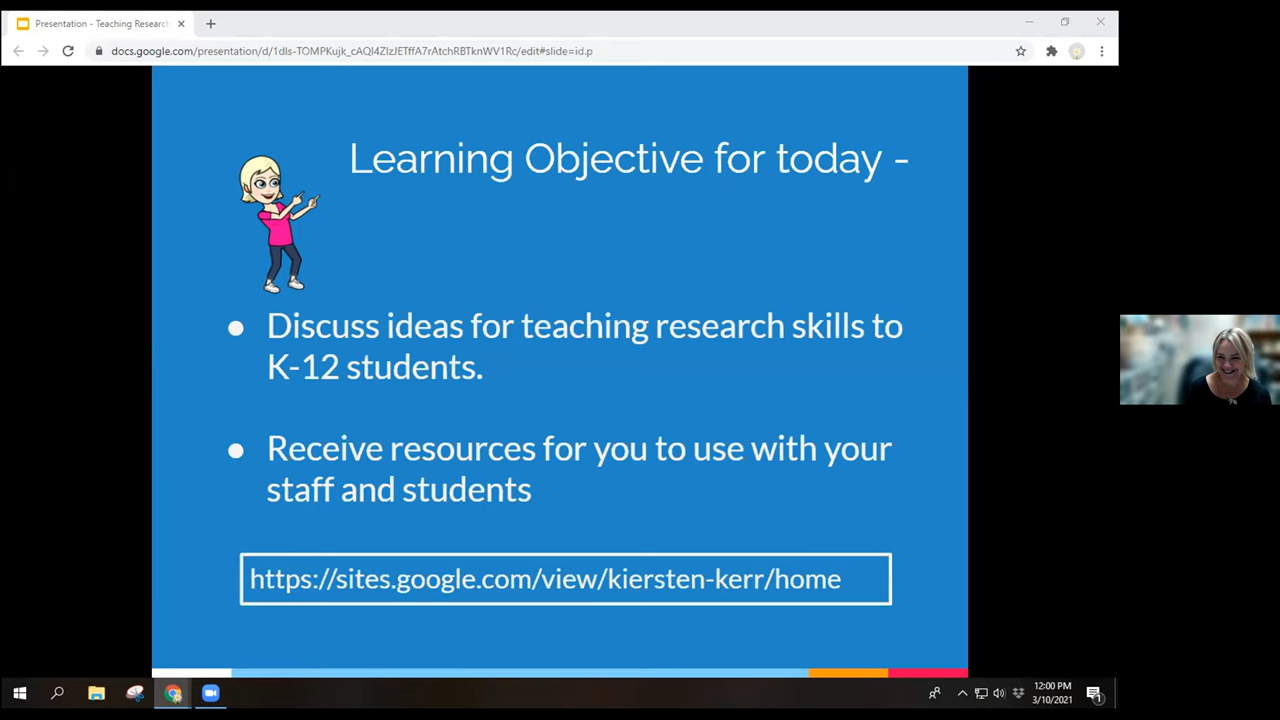 Presentation - Teaching Research
docs.google.com/presentation/d/1dls-TOMPKujk_cAQl4ZlzJETffA7rAtchRBTknWV1Rc/edit#slide=id.p
Learning Objective for today -
● Discuss ideas for teaching research skills to
K-12 students.
● Receive resources for you to use with your
staff and students
https://sites.google.com/view/kiersten-kerr/home
12:00 PM
3/10/2021
1